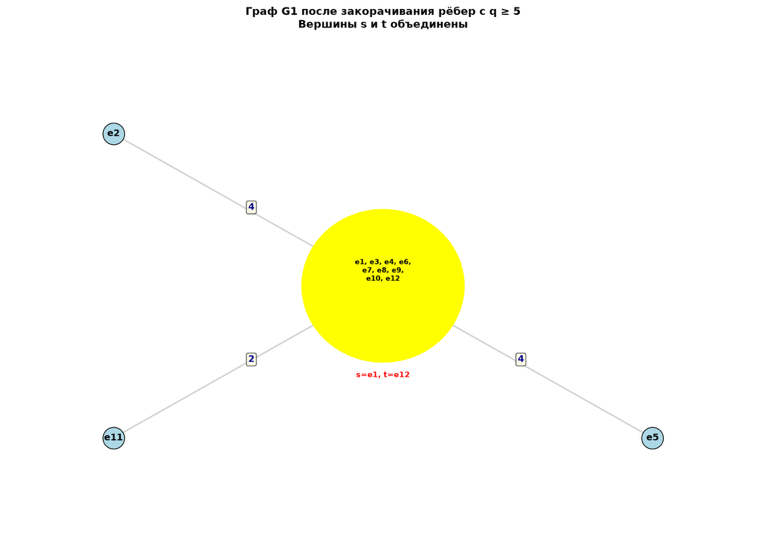 Граф G1 после закорачивания рёбер с q ≥ 5
Вершины s и t объединены
e2
4
e1, e3, e4, e6,
e7, e8, e9,
e10, e12
2
4
s=e1, t=e12
e11
e5